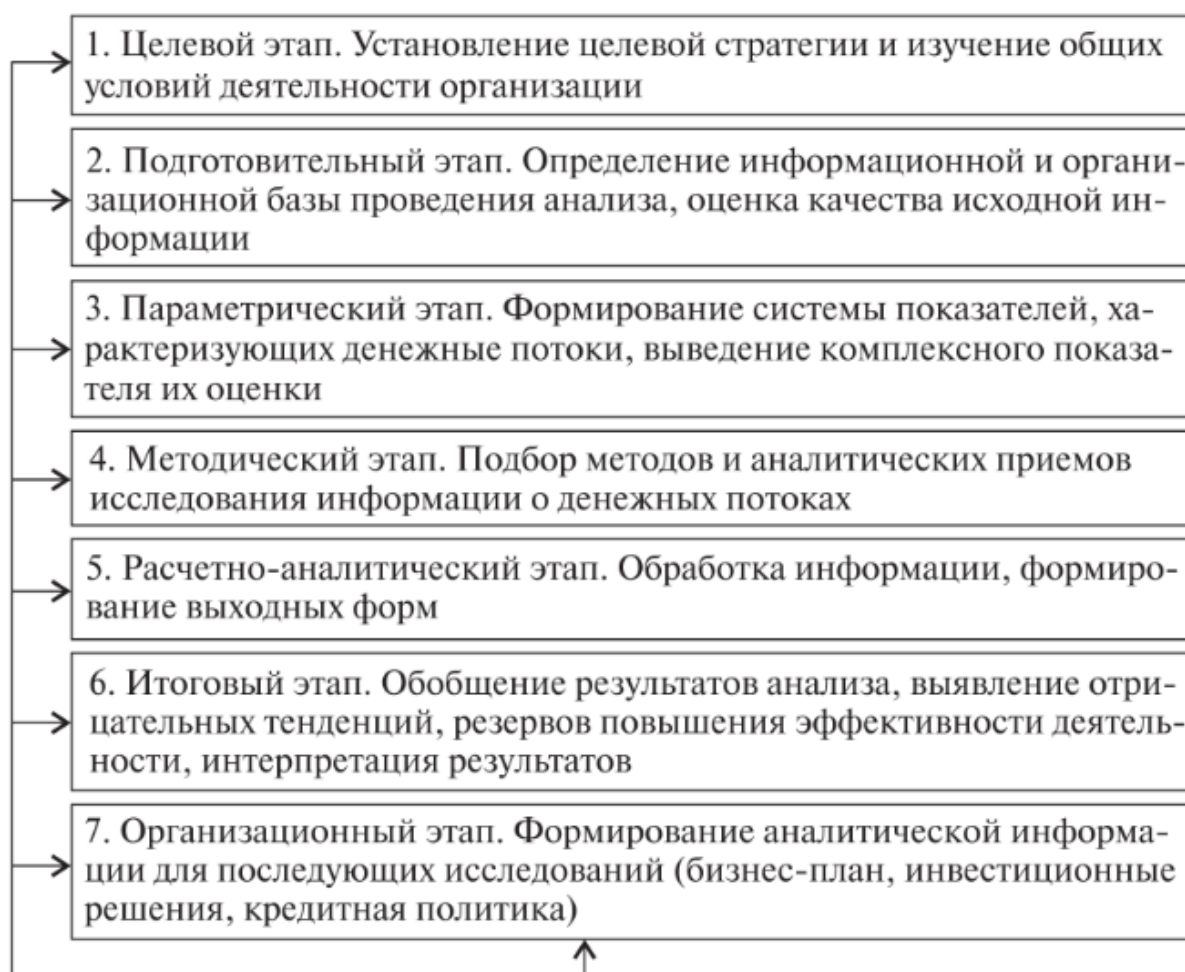 1. Целевой этап. Установление целевой стратегии и изучение общих
условий деятельности организации
2. Подготовительный этап. Определение информационной и органи-
зационной базы проведения анализа, оценка качества исходной ин-
формации
3. Параметрический этап. Формирование системы показателей, ха-
рактеризующих денежные потоки, выведение комплексного показа-
теля их оценки
4. Методический этап. Подбор методов и аналитических приемов
исследования информации о денежных потоках
5. Расчетно-аналитический этап. Обработка информации, формиро-
вание выходных форм
6. Итоговый этап. Обобщение результатов анализа, выявление отри-
цательных тенденций, резервов повышения эффективности деятель-
ности, интерпретация результатов
7. Организационный этап. Формирование аналитической информа-
ции для последующих исследований (бизнес-план, инвестиционные
решения, кредитная политика)